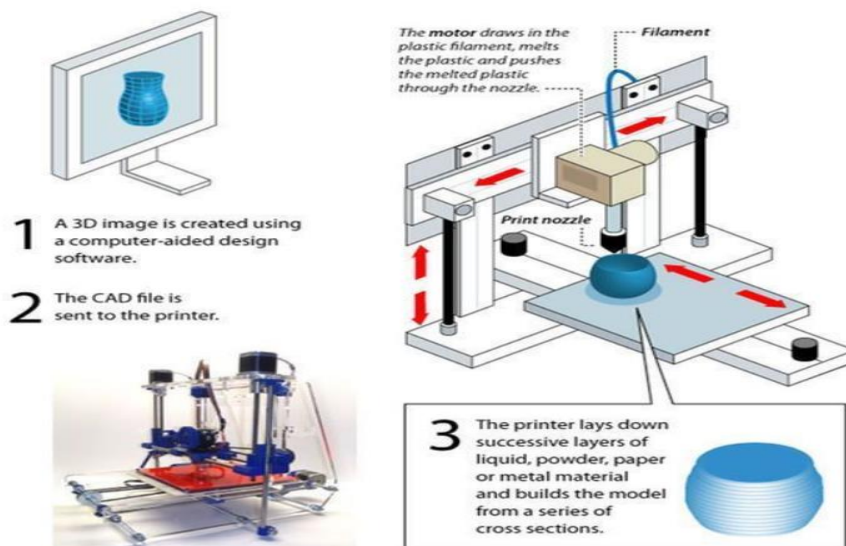 1
A 3D image is created using
a computer-aided design
software.
2
The CAD file is
sent to the printer.
The motor draws in the
plastic filament, melts
the plastic and pushes
the melted plastic
through the nozzle.
Filament
Print nozzle
3
The printer lays down
successive layers of
liquid, powder, paper
or metal material
and builds the model
from a series of
cross sections.